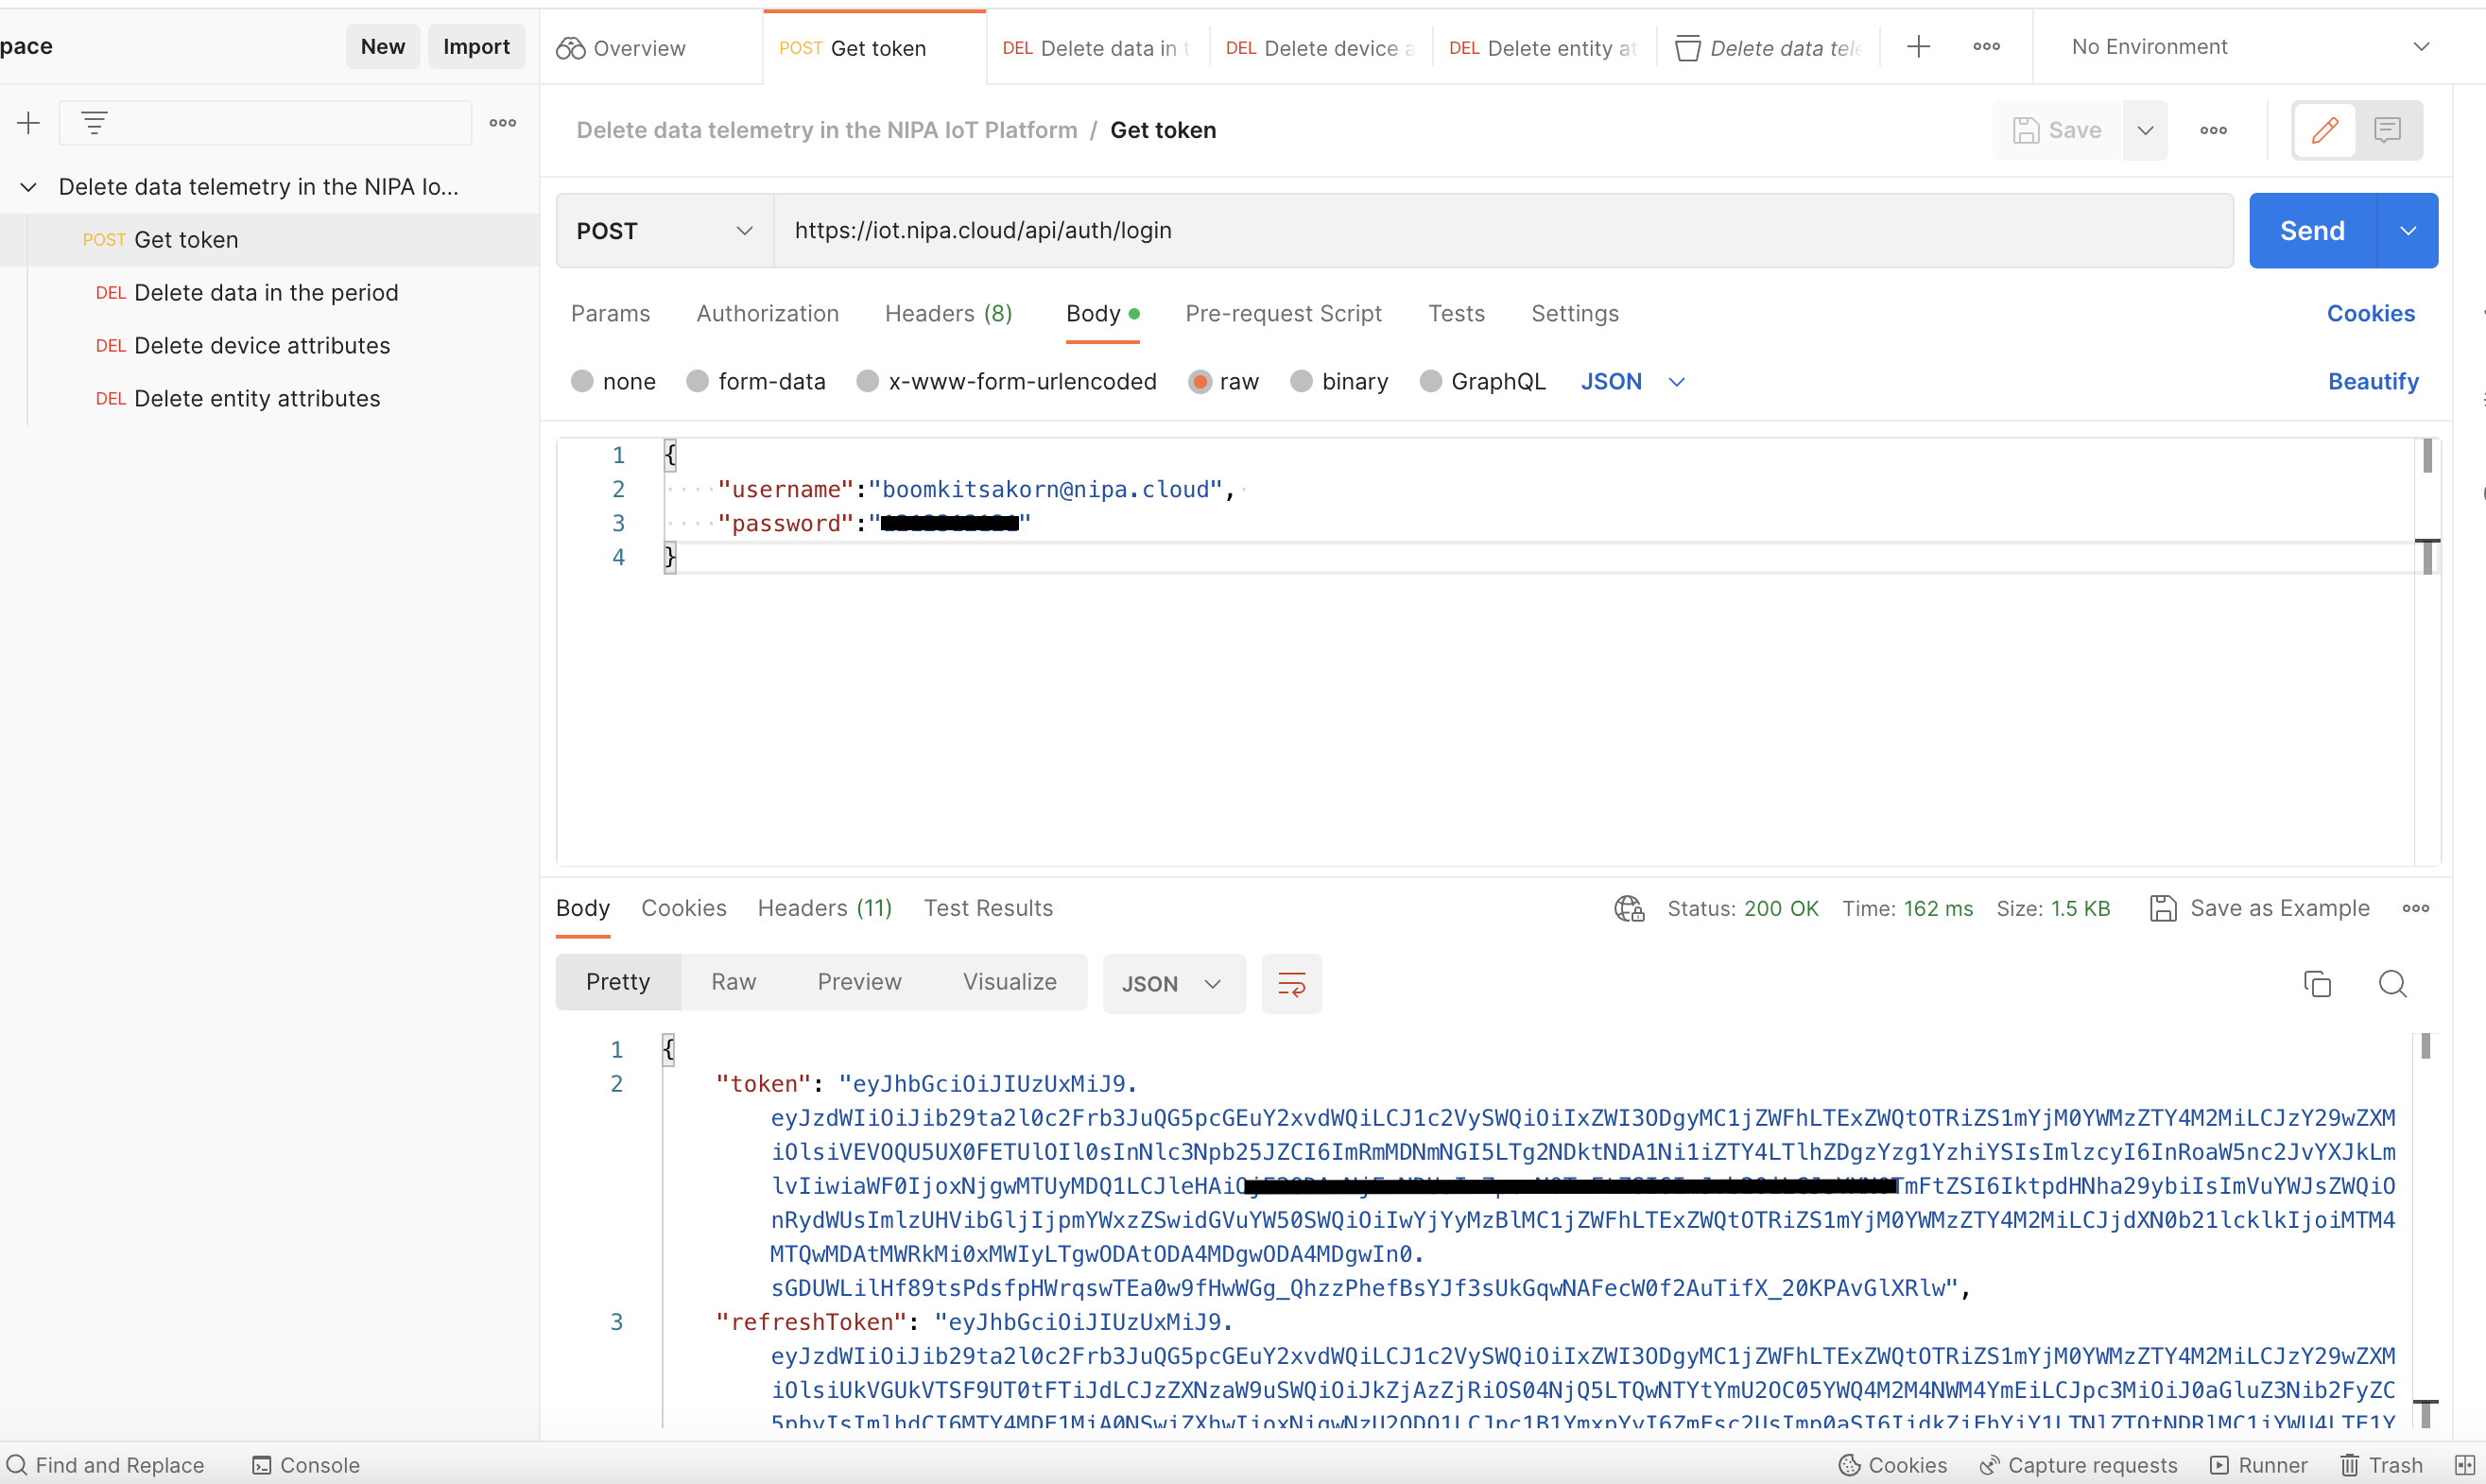 pace
New
Import
Overview
POST Get token
DEL Delete data in t
DEL Delete device a
DEL Delete entity at
Delete data tele
No Environment
Delete data telemetry in the NIPA IoT Platform / Get token
Save
Delete data telemetry in the NIPA Io...
POST Get token
DEL Delete data in the period
DEL Delete device attributes
DEL Delete entity attributes
POST
https://iot.nipa.cloud/api/auth/login
Send
Params
Authorization
Headers (8)
Body
Pre-request Script
Tests
Settings
Cookies
none
form-data
x-www-form-urlencoded
raw
binary
GraphQL
JSON
Beautify
1 {
2 "username":"boomkitsakorn@nipa.cloud",
3 "password":" "
4 }
Body
Cookies
Headers (11)
Test Results
Status: 200 OK
Time: 162 ms
Size: 1.5 KB
Save as Example
Pretty
Raw
Preview
Visualize
JSON
1 {
2 "token": "eyJhbGciOiJIUzUxMiJ9.
eyJzdWIiOiJib29ta2l0c2Frb3JuQG5pcGEuY2xvdWQiLCJ1c2VySWQiOiIxZWI3ODgyMC1jZWFhLTExZWQtOTRiZS1mYjM0YWMzZTY4M2MiLCJzY29wZXM
iOlsiVEVOQU5UX0FETUlOIl0sInNlc3Npb25JZCI6ImRmMDNmNGI5LTg2NDktNDA1Ni1iZTY4LTlhZDgzYzg1YzhiYSIsImlzcyI6InRoaW5nc2JvYXJkLm
lvIiwiaWF0IjoxNjgwMTUyMDQ1LCJleHAiO TmFtZSI6IktpdHNha29ybiIsImVuYWJsZWQiO
nRydWUsImlzUHVibGljIjpmYWxzZSwidGVuYW50SWQiOiIwYjYyMzBlMC1jZWFhLTExZWQtOTRiZS1mYjM0YWMzZTY4M2MiLCJjdXN0b21lcklkIjoiMTM4
MTQwMDAtMWRkMi0xMWIyLTgwODAtODA4MDgwODA4MDgwIn0.
sGDUWLilHf89tsPdsfpHWrqswTEa0w9fHwWGg_QhzzPhefBsYJf3sUkGqwNAFecW0f2AuTifX_20KPAvGlXRlw",
3 "refreshToken": "eyJhbGciOiJIUzUxMiJ9.
eyJzdWIiOiJib29ta2l0c2Frb3JuQG5pcGEuY2xvdWQiLCJ1c2VySWQiOiIxZWI3ODgyMC1jZWFhLTExZWQtOTRiZS1mYjM0YWMzZTY4M2MiLCJzY29wZXM
iOlsiUkVGUkVTSF9UT0tFTiJdLCJzZXNzaW9uSWQiOiJkZjAzZjRiOS04NjQ5LTQwNTYtYmU2OC05YWQ4M2M4NWM4YmEiLCJpc3MiOiJ0aGluZ3Nib2FyZC
Find and Replace
Console
Cookies
Capture requests
Runner
Trash